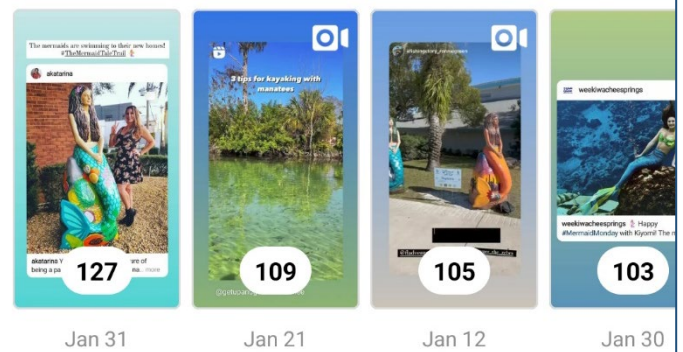 The mermaids are swimming to their new homes!
#TheMermaidTaleTrail
akatarina
akatarina
being a pa
are of
more
127
Jan 31
3 tips for kayaking with
manatees
109
Jan 21
105
Jan 12
weekiwacheesprings
weekiwacheesprings Happy
#MermaidMonday with Kiyomi! The m
103
Jan 30